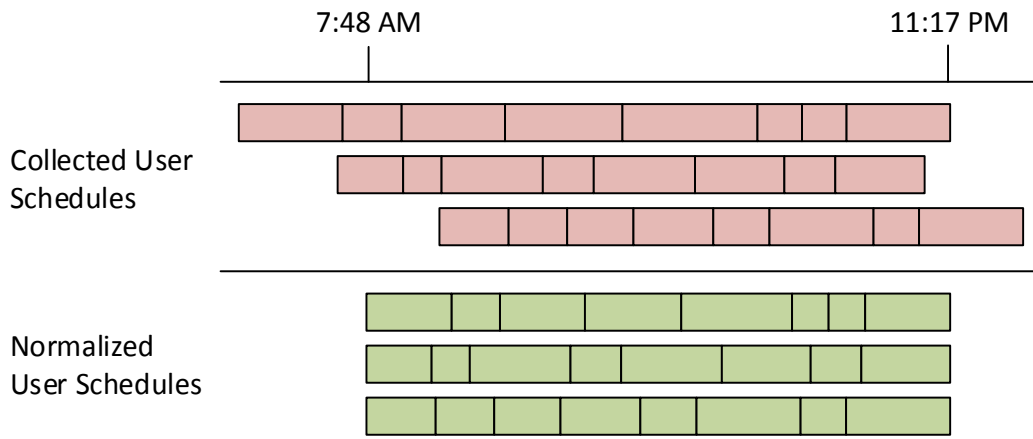 7:48 AM
11:17 PM
Collected User
Schedules
Normalized
User Schedules